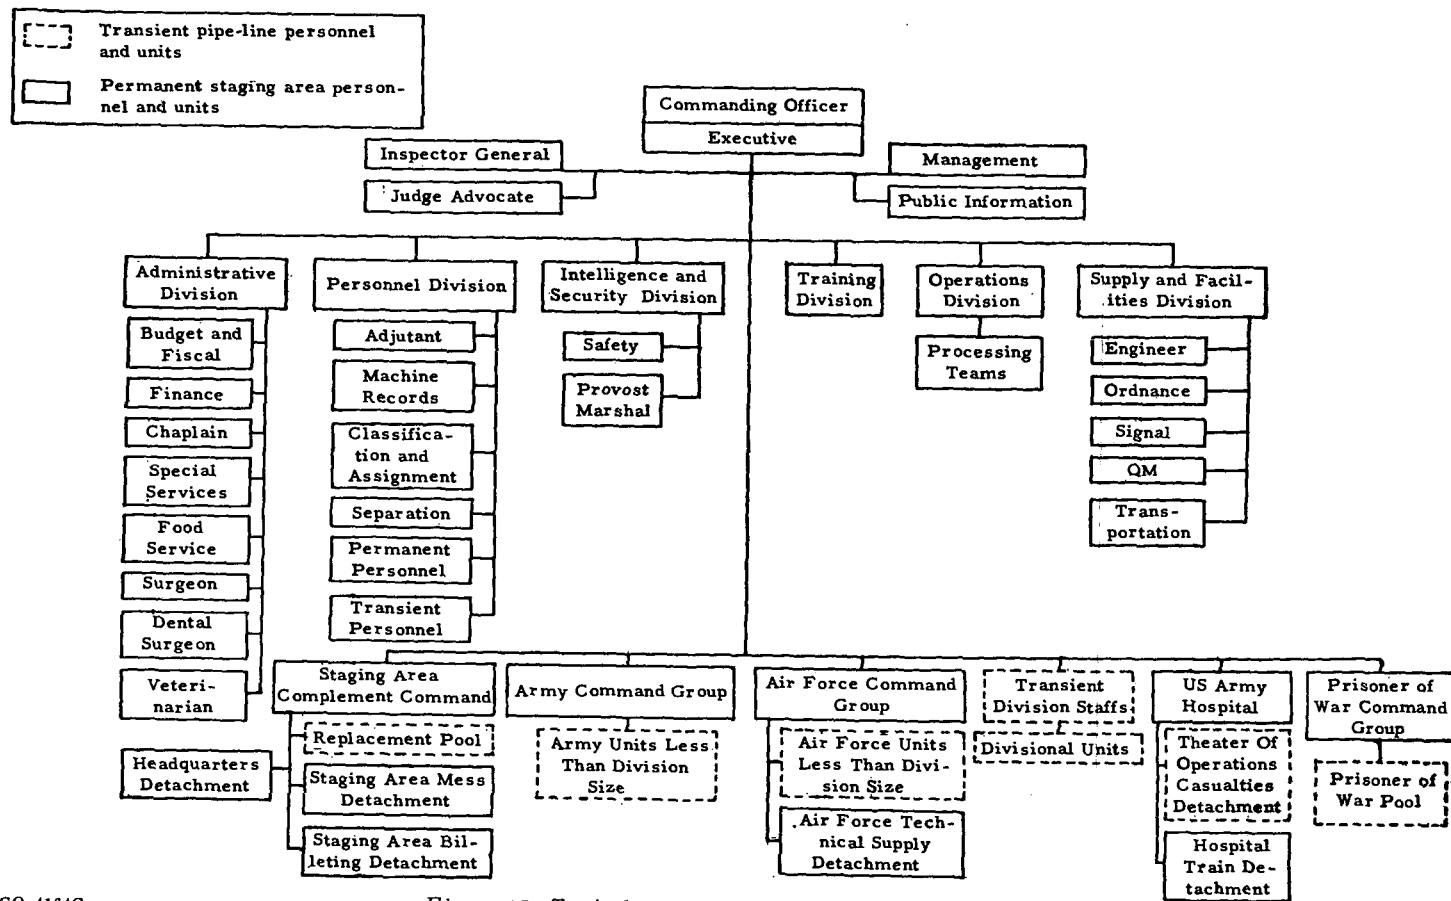 Transient pipe-line personnel
and units
Permanent staging area person-
nel and units
Commanding Officer
Executive
Inspector General
Management
Judge Advocate
Public Information
Administrative
Division
Personnel Division
Intelligence and
Security Division
Training
Division
Operations
Division
Supply and Facil-
ities Division
Budget and
Fiscal
Finance
Chaplain
Special
Services
Food
Service
Surgeon
Dental
Surgeon
Veteri-
narian
Adjutant
Machine
Records
Classifica-
tion and
Assignment
Separation
Permanent
Personnel
Transient
Personnel
Safety
Provost
Marshal
Processing
Teams
Engineer
Ordnance
Signal
QM
Trans-
portation
Staging Area
Complement Command
Army Command Group
Air Force Command
Group
Transient
Division Staffs
US Army
Hospital
Prisoner of
War Command
Group
Headquarters
Detachment
Replacement Pool
Staging Area Mess
Detachment
Staging Area Bil-
leting Detachment
Army Units Less
Than Division
Size
Air Force Units
Less Than Divi-
sion Size
Air Force Tech-
nical Supply
Detachment
Divisional Units
Theater Of
Operations
Casualties
Detachment
Hospital
Train De-
tachment
Prisoner of
War Pool